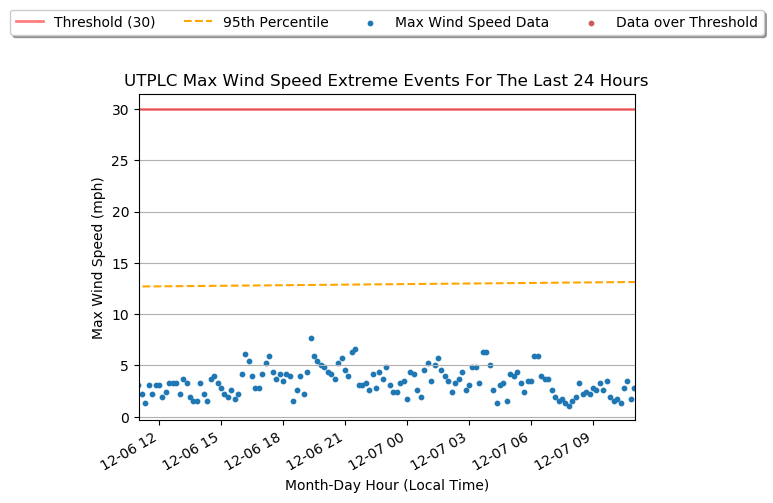 Threshold (30) 95th Percentile Max Wind Speed Data Data over Threshold
UTPLC Max Wind Speed Extreme Events For The Last 24 Hours
30
25
20
15
10
5
0
Max Wind Speed (mph)
12-06 12 12-06 15 12-06 18 12-06 21 12-07 00 12-07 03 12-07 06 12-07 09
Month-Day Hour (Local Time)